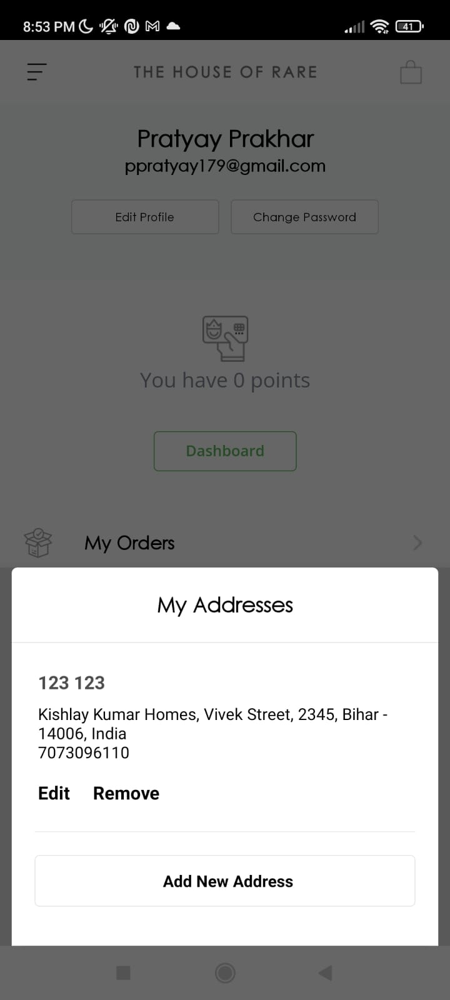 8:53 PM
41
THE HOUSE OF RARE
Pratyay Prakhar
ppratyay179@gmail.com
Edit Profile
Change Password
You have 0 points
Dashboard
My Orders
My Addresses
123 123
Kishlay Kumar Homes, Vivek Street, 2345, Bihar -
14006, India
7073096110
Edit
Remove
Add New Address